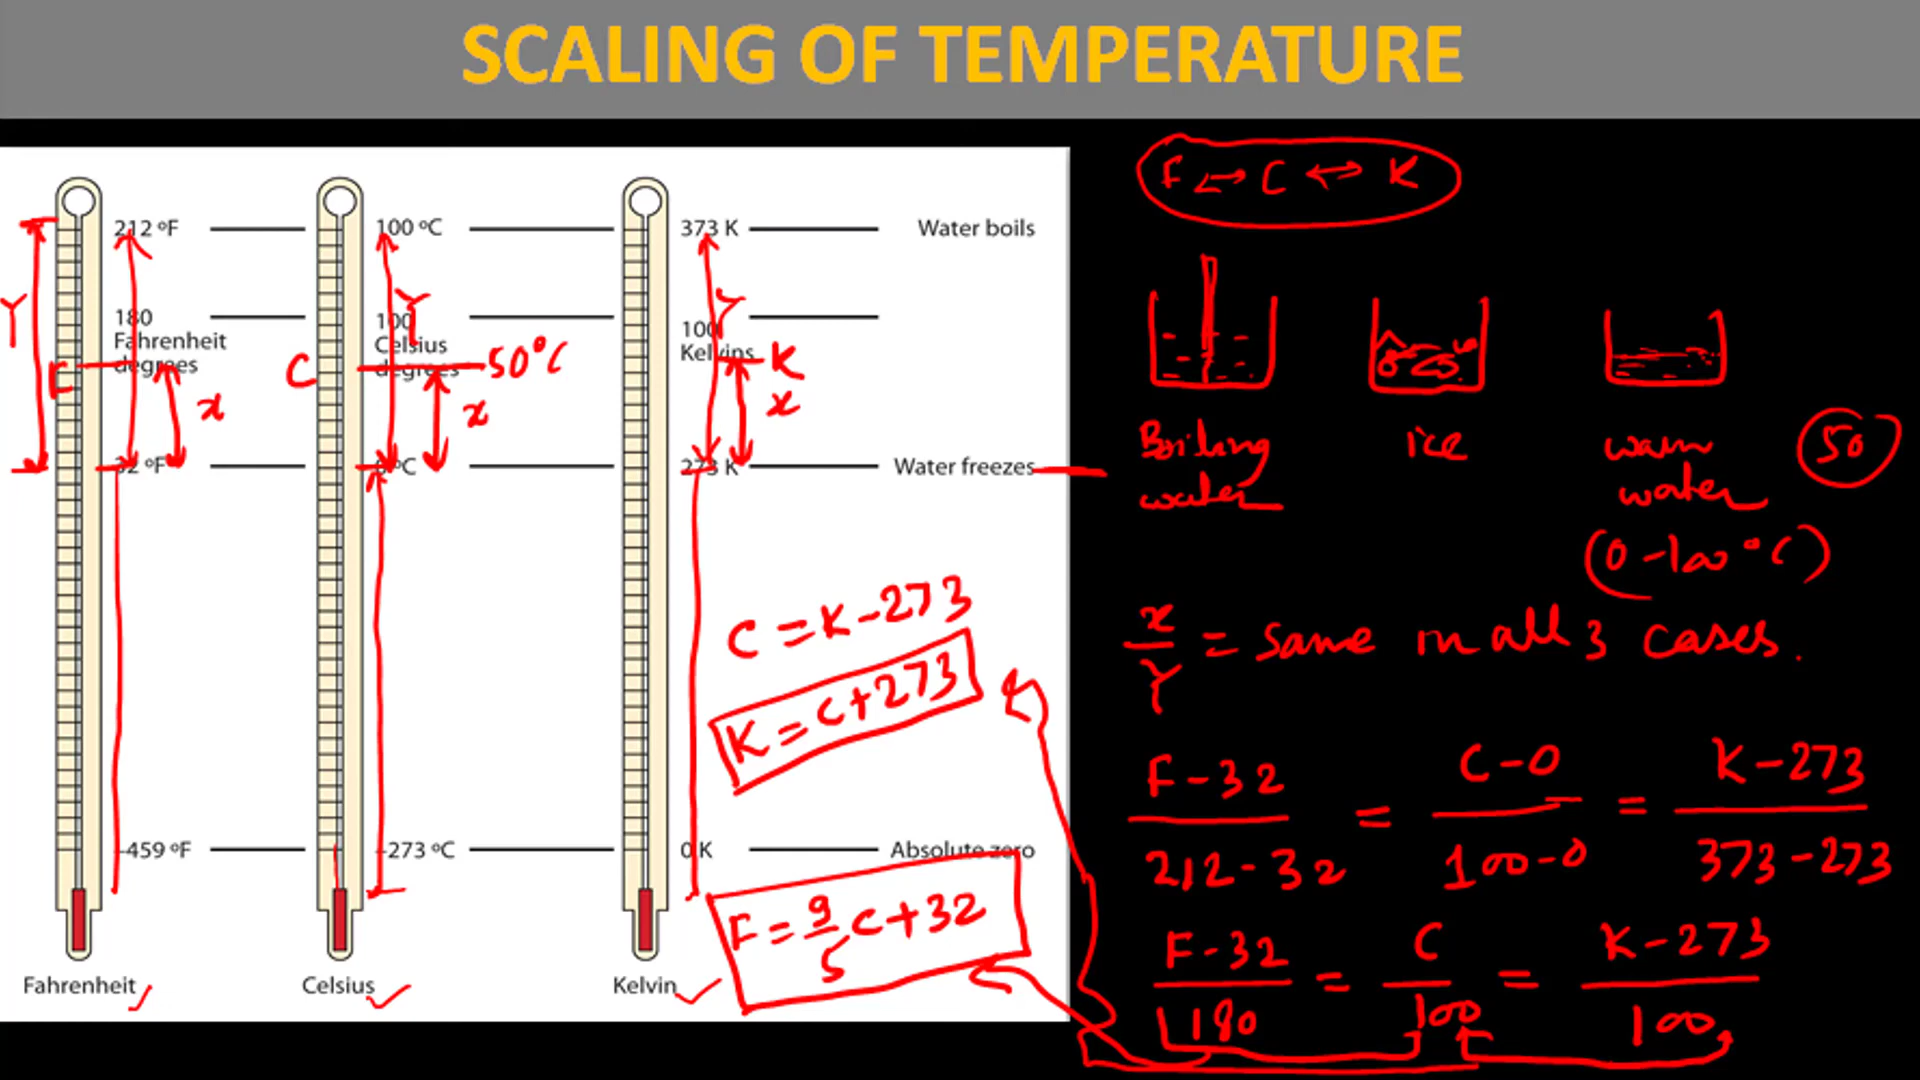 SCALING OF TEMPERATURE
F ↔ C ↔ K
212 °F
100 °C
373 K
Water boils
180
Fahrenheit
degrees
100
Celsius
degrees
100
Kelvins
Y
Y
Y
F
C
50°C
K
x
x
x
32 °F
0 °C
273 K
Water freezes
Boiling
water
ice
warm
water
50
(0-100°C)
C = K-273
K = C+273
x/Y = same in all 3 cases.
F-32 / 212-32 = C-0 / 100-0 = K-273 / 373-273
-459 °F
-273 °C
0 K
Absolute zero
F = 9/5 C+32
F-32 / 180 = C / 100 = K-273 / 100
Fahrenheit
Celsius
Kelvin